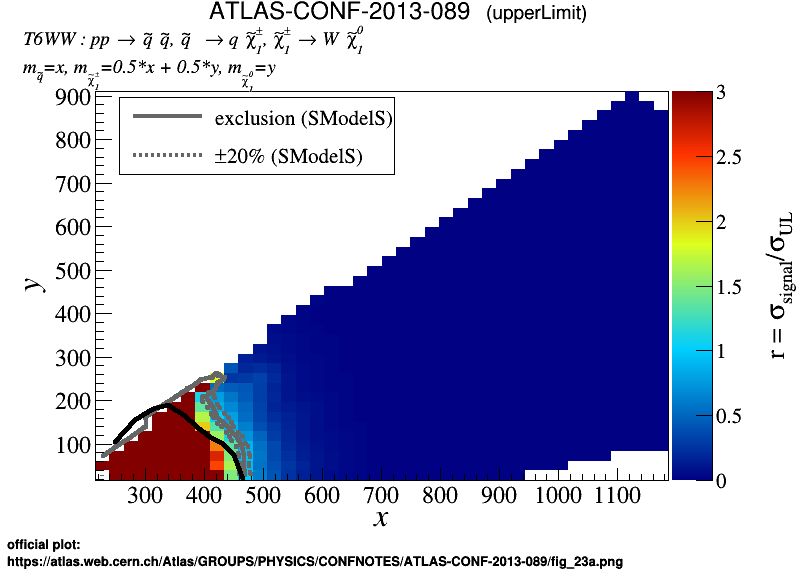 ATLAS-CONF-2013-089 (upperLimit)
T6WW : pp → q̃ q̃, q̃ → q χ̃₁±, χ̃₁± → W χ̃₁⁰
m_q̃=x, m_χ̃₁±=0.5*x + 0.5*y, m_χ̃₁⁰=y
exclusion (SModelS)
±20% (SModelS)
900
800
700
600
500
400
300
200
100
y
300 400 500 600 700 800 900 1000 1100
x
3
2.5
2
1.5
1
0.5
0
r = σ_signal/σ_UL
official plot:
https://atlas.web.cern.ch/Atlas/GROUPS/PHYSICS/CONFNOTES/ATLAS-CONF-2013-089/fig_23a.png